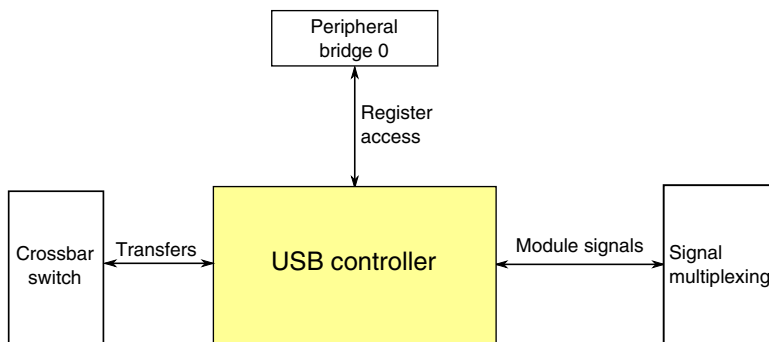 Peripheral
bridge 0
Register
access
Crossbar
switch
Transfers
USB controller
Module signals
Signal
multiplexing